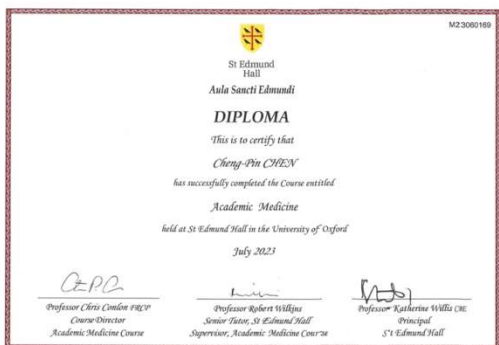 M23060169
St Edmund
Hall
Aula Sancti Edmundi
DIPLOMA
This is to certify that
Cheng-Pin CHEN
has successfully completed the Course entitled
Academic Medicine
held at St Edmund Hall in the University of Oxford
July 2023
Professor Chris Conlon FRCP
Course Director
Academic Medicine Course
Professor Robert Wilkins
Senior Tutor, St Edmund Hall
Supervisor, Academic Medicine Course
Professor Katherine Willis CBE
Principal
S't Edmund Hall